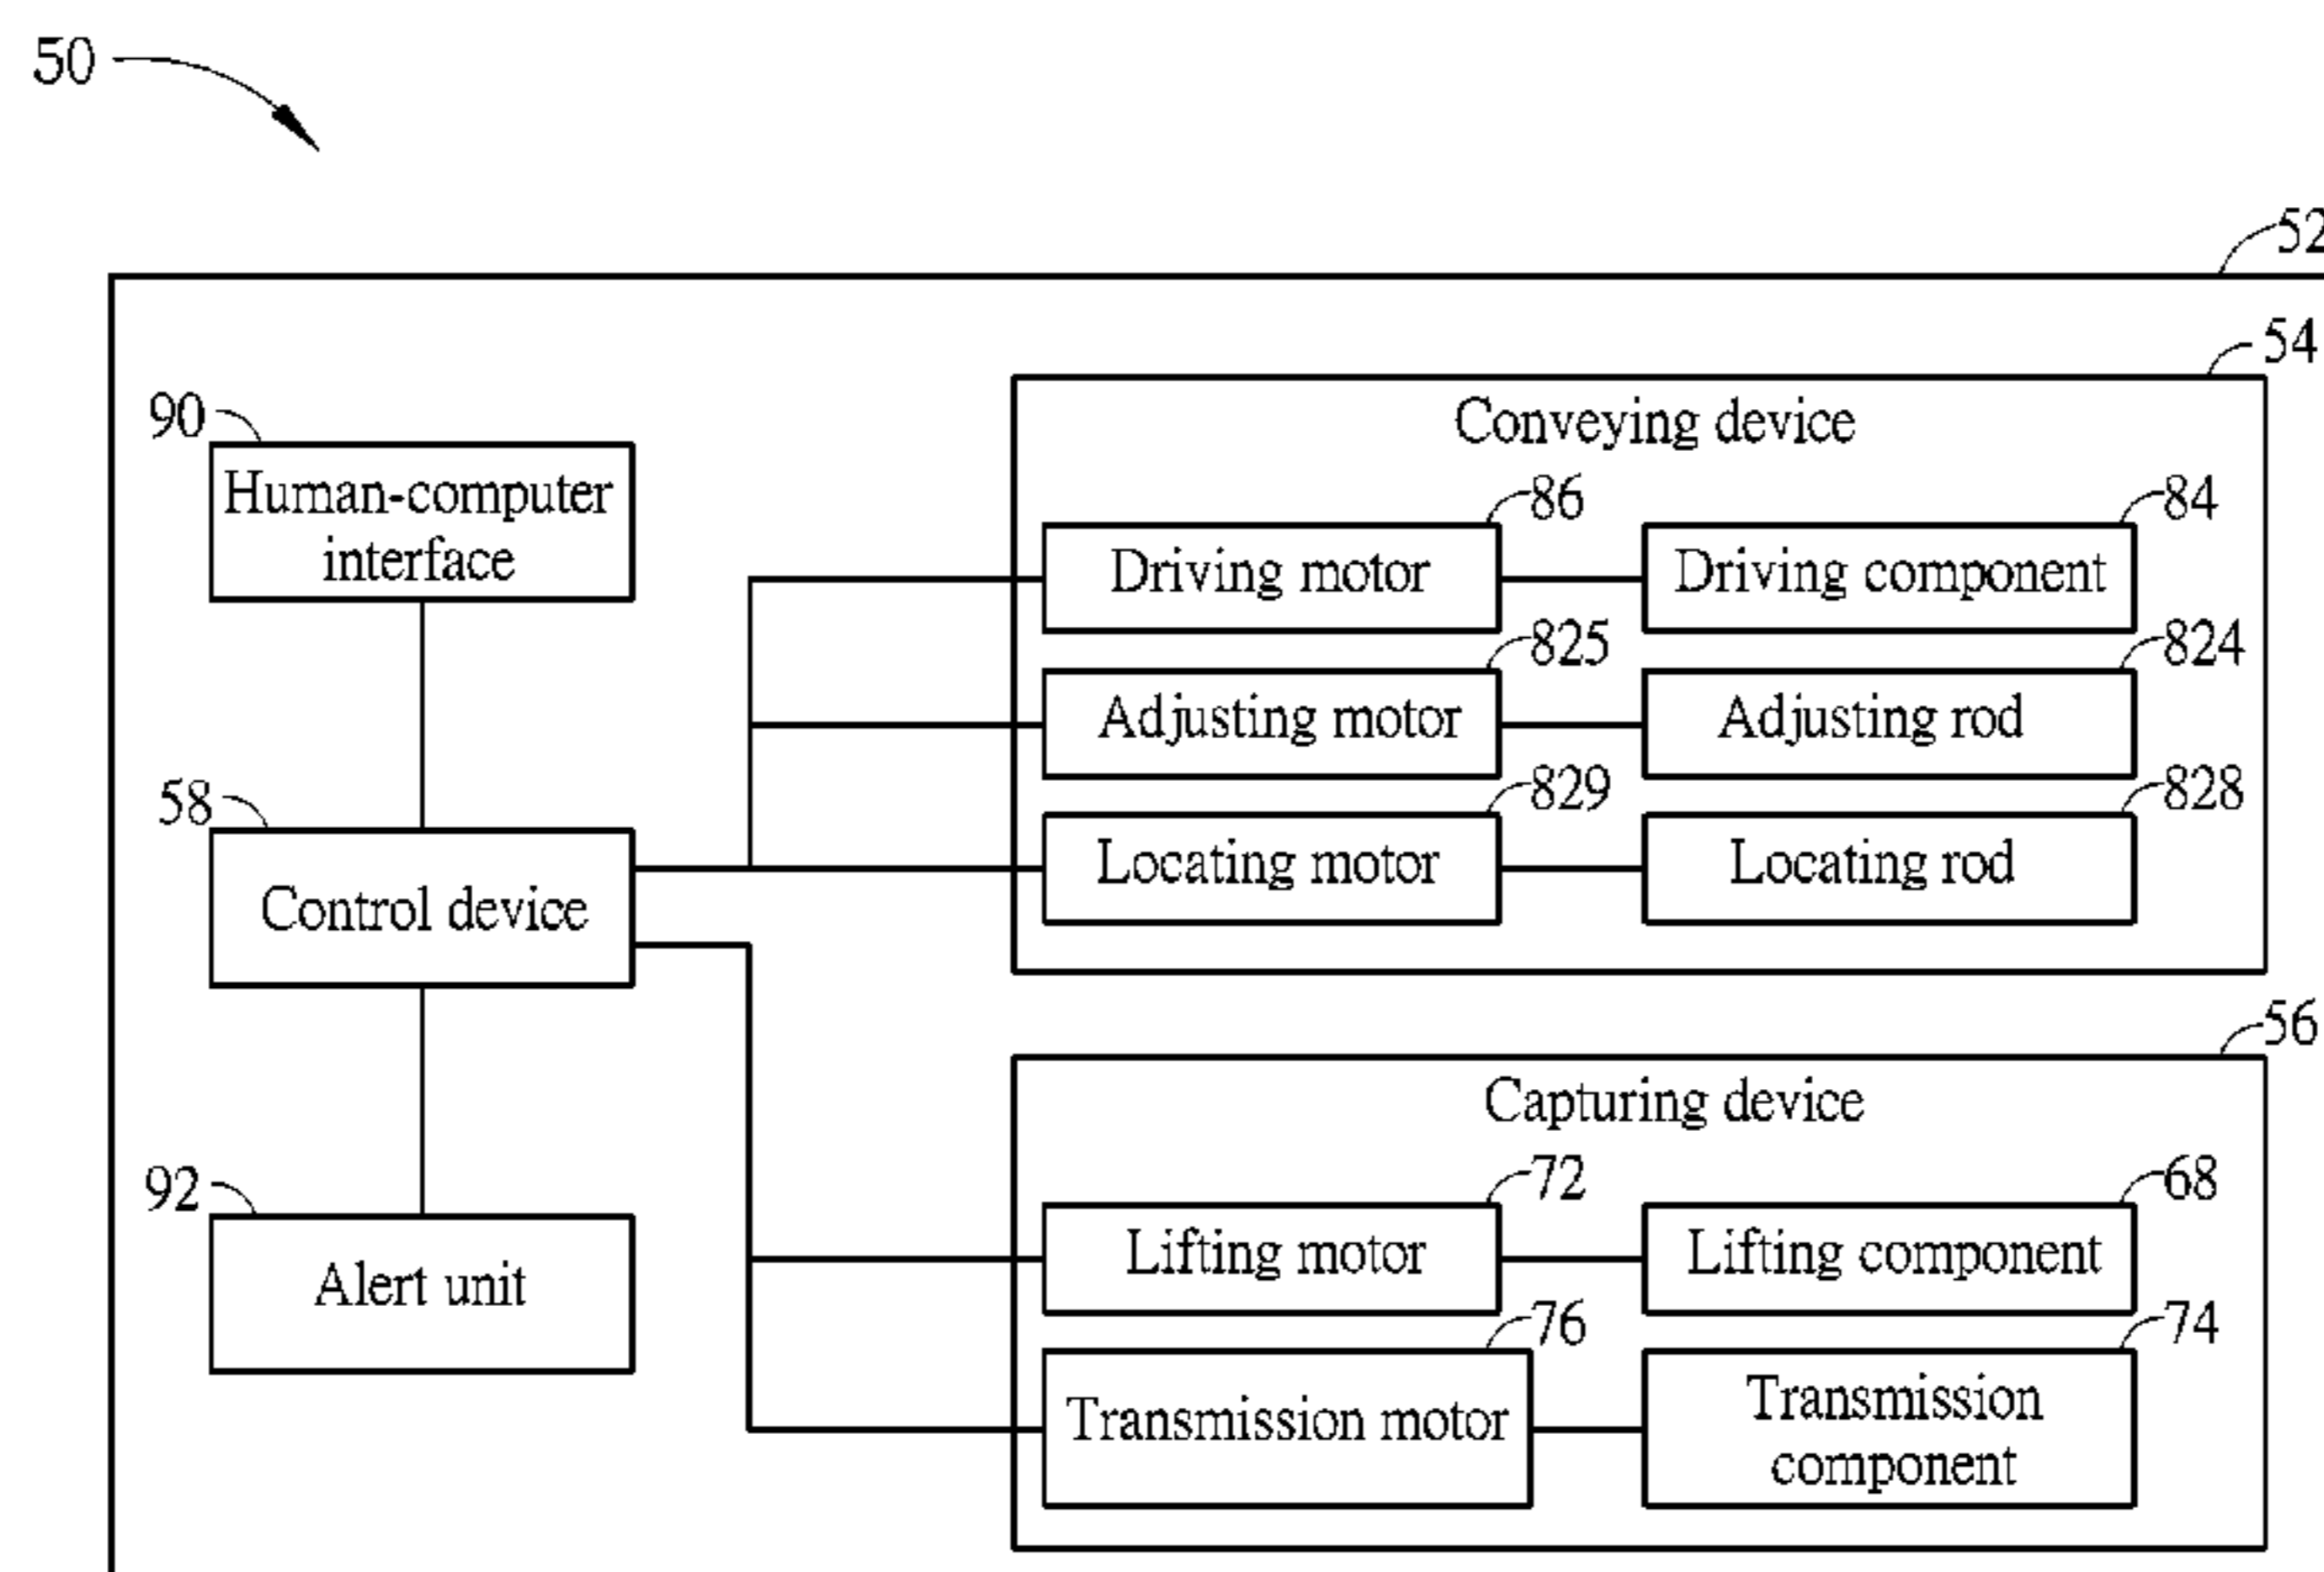 50
52
54
Conveying device
90
Human-computer
interface
86
84
Driving motor
Driving component
825
824
Adjusting motor
Adjusting rod
829
828
Locating motor
Locating rod
58
Control device
56
Capturing device
72
68
Lifting motor
Lifting component
92
Alert unit
76
74
Transmission motor
Transmission
component